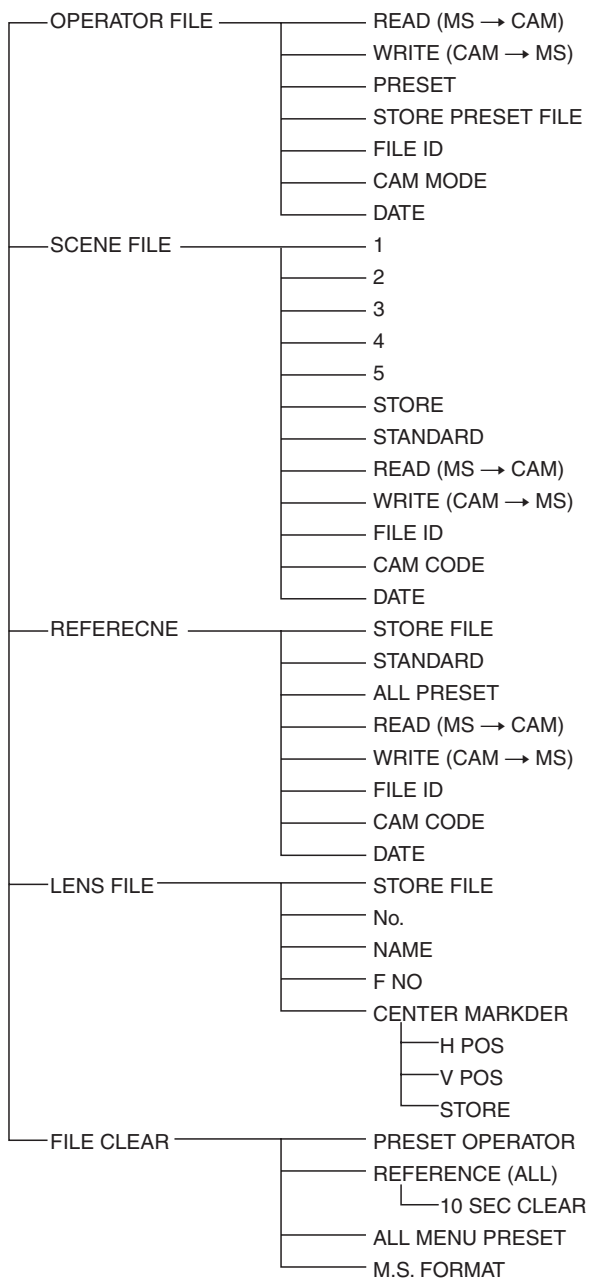 OPERATOR FILE READ (MS → CAM)
WRITE (CAM → MS)
PRESET
STORE PRESET FILE
FILE ID
CAM MODE
DATE
SCENE FILE 1
2
3
4
5
STORE
STANDARD
READ (MS → CAM)
WRITE (CAM → MS)
FILE ID
CAM CODE
DATE
REFERECNE STORE FILE
STANDARD
ALL PRESET
READ (MS → CAM)
WRITE (CAM → MS)
FILE ID
CAM CODE
DATE
LENS FILE STORE FILE
No.
NAME
F NO
CENTER MARKDER
H POS
V POS
STORE
FILE CLEAR PRESET OPERATOR
REFERENCE (ALL)
10 SEC CLEAR
ALL MENU PRESET
M.S. FORMAT